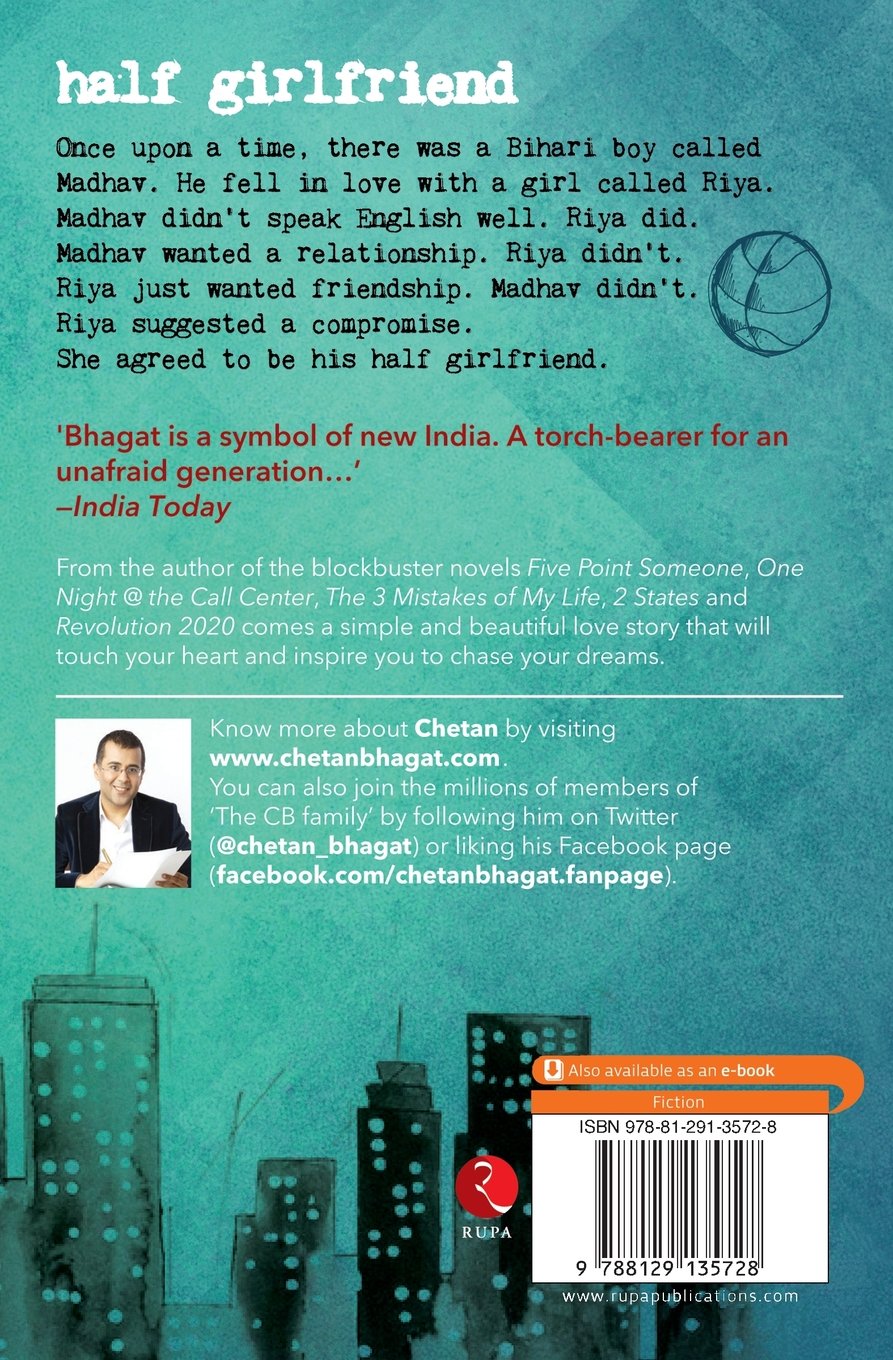 half girlfriend
Once upon a time, there was a Bihari boy called
Madhav. He fell in love with a girl called Riya.
Madhav didn't speak English well. Riya did.
Madhav wanted a relationship. Riya didn't.
Riya just wanted friendship. Madhav didn't.
Riya suggested a compromise.
She agreed to be his half girlfriend.
'Bhagat is a symbol of new India. A torch-bearer for an
unafraid generation…’
—India Today
From the author of the blockbuster novels Five Point Someone, One
Night @ the Call Center, The 3 Mistakes of My Life, 2 States and
Revolution 2020 comes a simple and beautiful love story that will
touch your heart and inspire you to chase your dreams.
Know more about Chetan by visiting
www.chetanbhagat.com.
You can also join the millions of members of
‘The CB family’ by following him on Twitter
(@chetan_bhagat) or liking his Facebook page
(facebook.com/chetanbhagat.fanpage).
Also available as an e-book
Fiction
ISBN 978-81-291-3572-8
RUPA
9 788129 135728
www.rupapublications.com